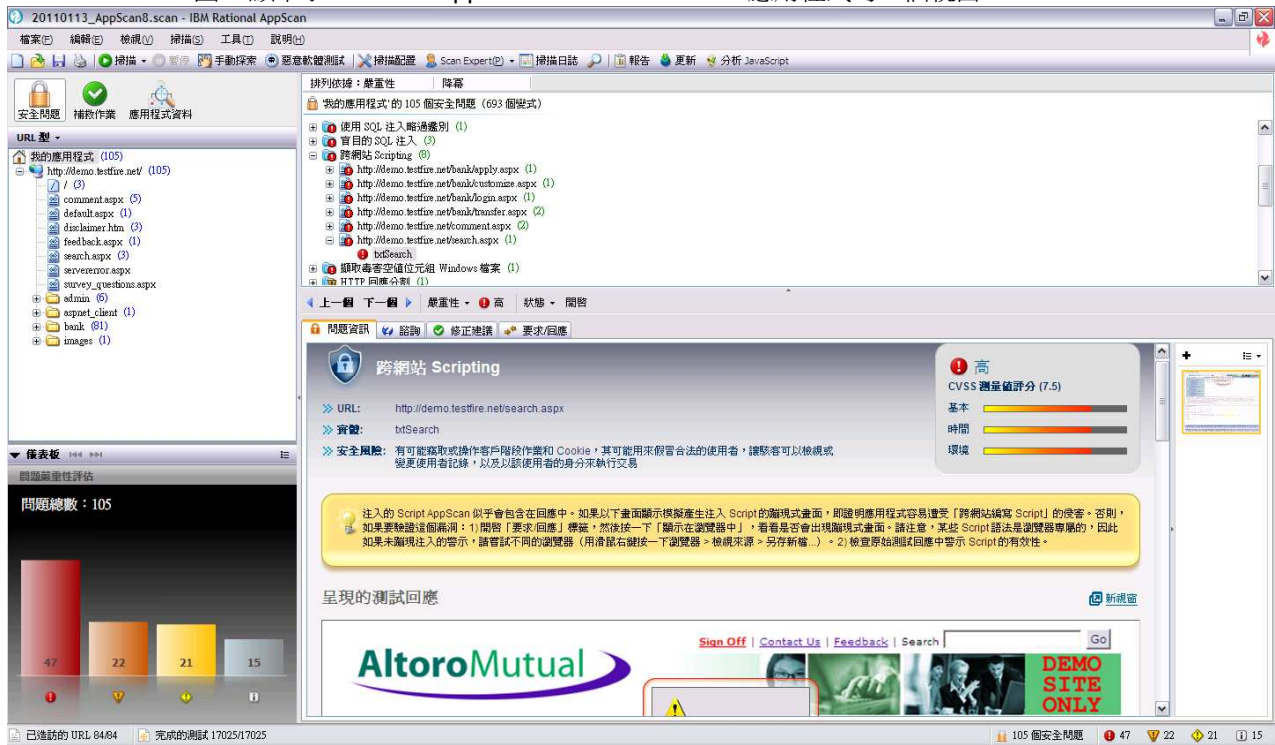 20110113_AppScan8.scan - IBM Rational AppScan
檔案(F) 編輯(E) 檢視(V) 掃描(S) 工具(T) 說明(H)
掃描 暫停 手動探索 惡意軟體測試 掃描配置 Scan Expert(P) 掃描日誌 報告 更新 分析 JavaScript
安全問題 補救作業 應用程式資料
URL 型
我的應用程式 (105)
http://demo.testfire.net/ (105)
/ (3)
comment.aspx (5)
default.aspx (1)
disclaimer.htm (3)
feedback.aspx (1)
search.aspx (3)
servererror.aspx
survey_questions.aspx
admin (6)
aspnet_client (1)
bank (81)
images (1)
排列依據：嚴重性 降冪
'我的應用程式'的 105 個安全問題（693 個變式）
使用 SQL 注入略過鑑別 (1)
盲目的 SQL 注入 (3)
跨網站 Scripting (8)
http://demo.testfire.net/bank/apply.aspx (1)
http://demo.testfire.net/bank/customize.aspx (1)
http://demo.testfire.net/bank/login.aspx (1)
http://demo.testfire.net/bank/transfer.aspx (2)
http://demo.testfire.net/comment.aspx (2)
http://demo.testfire.net/search.aspx (1)
txtSearch
擷取毒害空值位元組 Windows 檔案 (1)
HTTP 回應分割 (1)
上一個 下一個 嚴重性 高 狀態 開啓
問題資訊 諮詢 修正建議 要求/回應
跨網站 Scripting
高
CVSS 測量值評分 (7.5)
基本
時間
環境
URL: http://demo.testfire.net/search.aspx
實體: txtSearch
安全風險: 有可能竊取或操作客戶階段作業和 Cookie，其可能用來假冒合法的使用者，讓駭客可以檢視或
變更使用者記錄，以及以該使用者的身分來執行交易
注入的 Script AppScan 似乎會包含在回應中。如果以下畫面顯示模擬產生注入 Script 的蹦現式畫面，即證明應用程式容易遭受「跨網站編寫 Script」的侵害。否則，
如果要驗證這個漏洞：1) 開啓「要求/回應」標籤，然後按一下「顯示在瀏覽器中」，看看是否會出現蹦現式畫面。請注意，某些 Script 語法是瀏覽器專屬的，因此
如果未蹦現注入的警示，請嘗試不同的瀏覽器（用滑鼠右鍵按一下瀏覽器 > 檢視來源 > 另存新檔...）。2) 檢查原始測試回應中警示 Script 的有效性。
呈現的測試回應
新視窗
AltoroMutual
Sign Off | Contact Us | Feedback | Search Go
DEMO
SITE
ONLY
儀表板
問題嚴重性評估
問題總數：105
47 22 21 15
已造訪的 URL 84/84 完成的測試 17025/17025 105 個安全問題 47 22 21 15